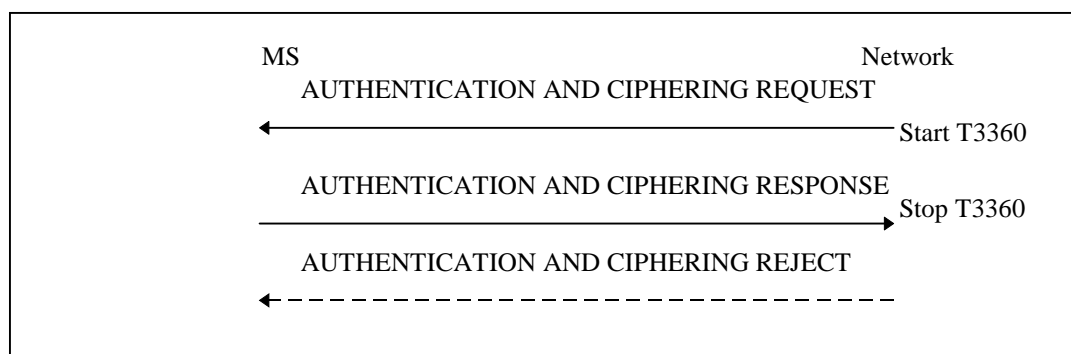 MS Network
AUTHENTICATION AND CIPHERING REQUEST
Start T3360
AUTHENTICATION AND CIPHERING RESPONSE
Stop T3360
AUTHENTICATION AND CIPHERING REJECT